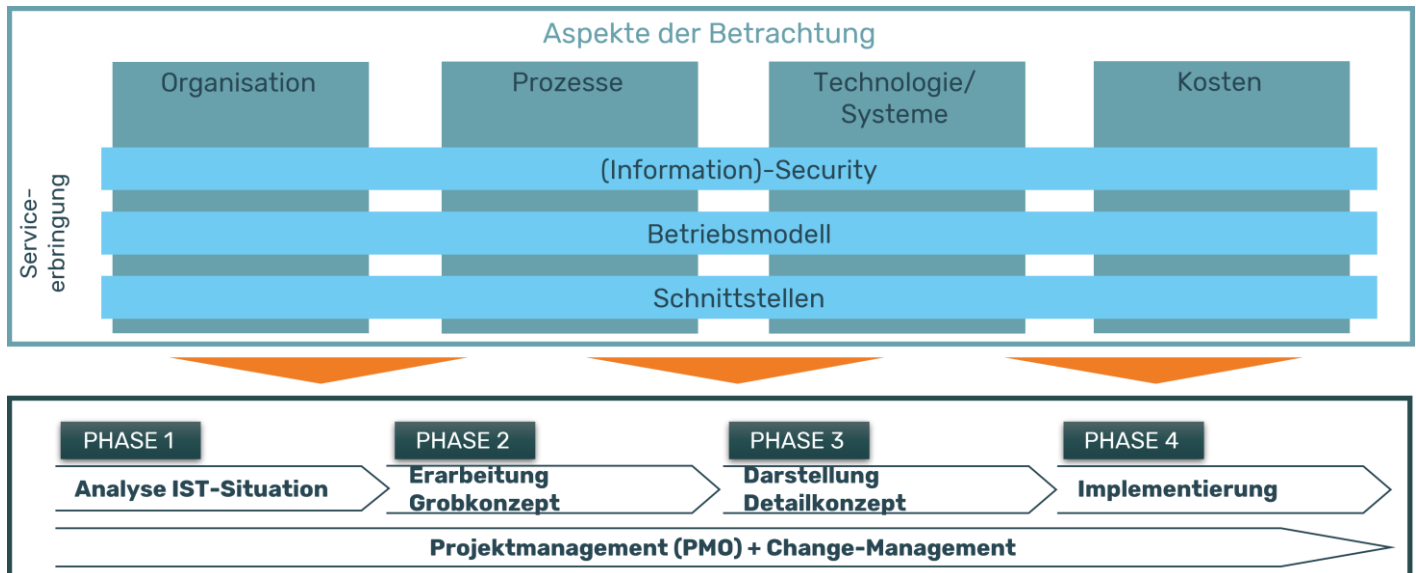 Aspekte der Betrachtung
Organisation
Prozesse
Technologie/
Systeme
Kosten
Service-
erbringung
(Information)-Security
Betriebsmodell
Schnittstellen
PHASE 1
PHASE 2
PHASE 3
PHASE 4
Analyse IST-Situation
Erarbeitung
Grobkonzept
Darstellung
Detailkonzept
Implementierung
Projektmanagement (PMO) + Change-Management